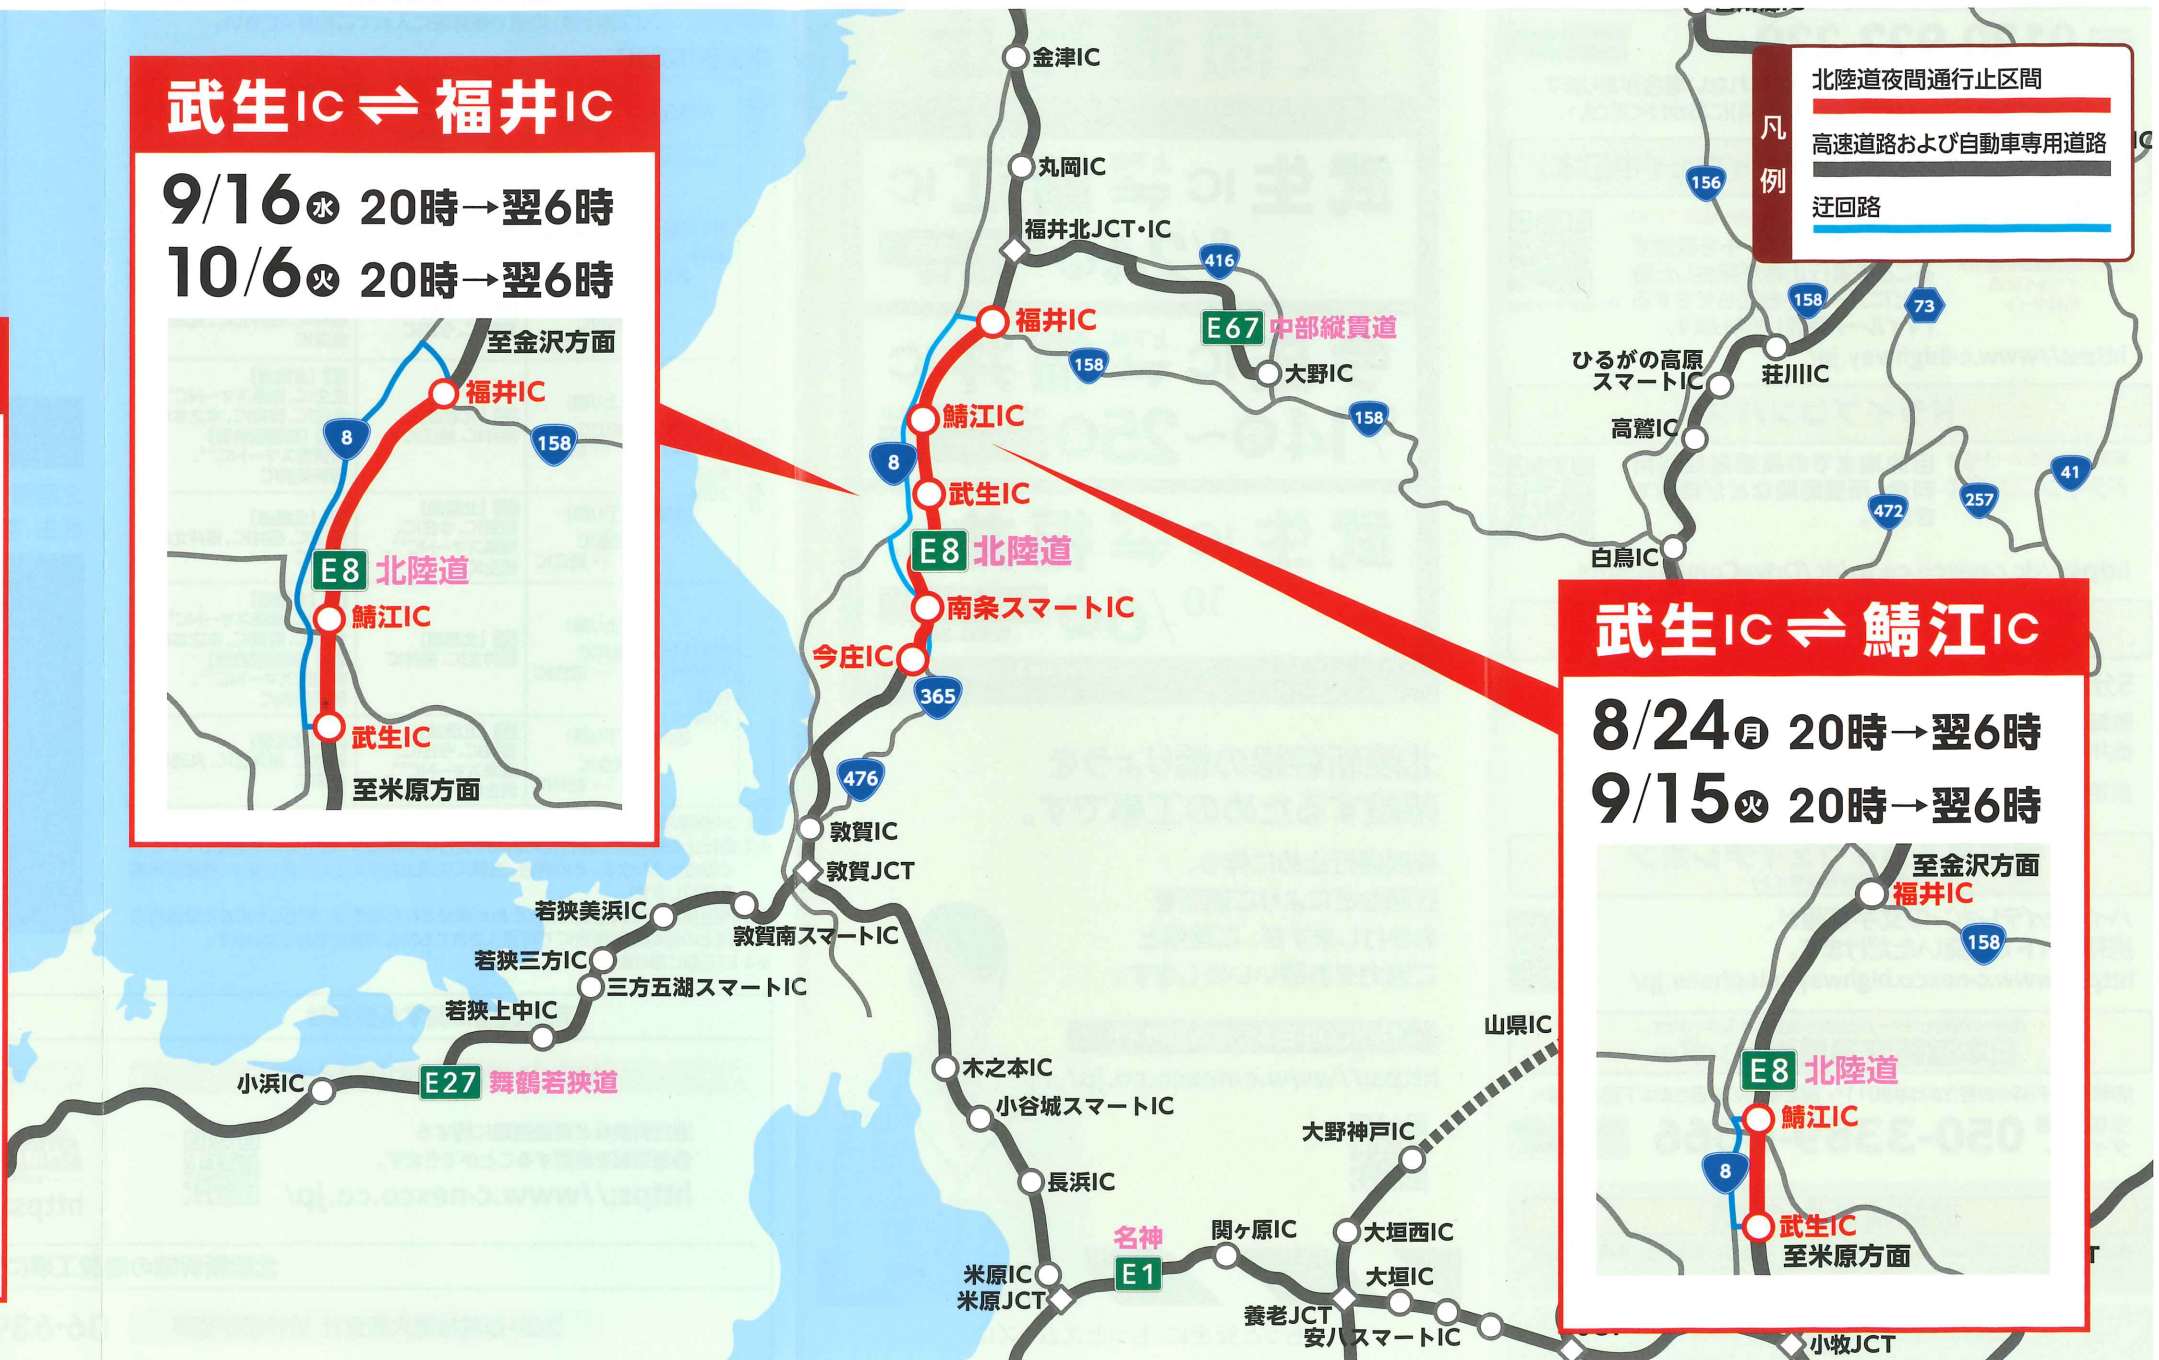 武生IC⇌福井IC
9/16水 20時→翌6時
10/6火 20時→翌6時
至金沢方面
福井IC
8
158
E8 北陸道
鯖江IC
武生IC
至米原方面
金津IC
丸岡IC
福井北JCT・IC
416
福井IC
E67 中部縦貫道
158
大野IC
鯖江IC
158
8
武生IC
E8 北陸道
南条スマートIC
今庄IC
365
476
敦賀IC
敦賀JCT
若狭美浜IC
敦賀南スマートIC
若狭三方IC
三方五湖スマートIC
若狭上中IC
小浜IC
E27 舞鶴若狭道
木之本IC
小谷城スマートIC
長浜IC
米原IC
米原JCT
名神
E1
関ヶ原IC
山県IC
大野神戸IC
大垣西IC
大垣IC
養老JCT
安八スマートIC
小牧JCT
凡例
北陸道夜間通行止区間
高速道路および自動車専用道路
迂回路
156
158
73
ひるがの高原
スマートIC
荘川IC
高鷲IC
41
257
472
白鳥IC
武生IC⇌鯖江IC
8/24月 20時→翌6時
9/15火 20時→翌6時
至金沢方面
福井IC
158
E8 北陸道
鯖江IC
8
武生IC
至米原方面